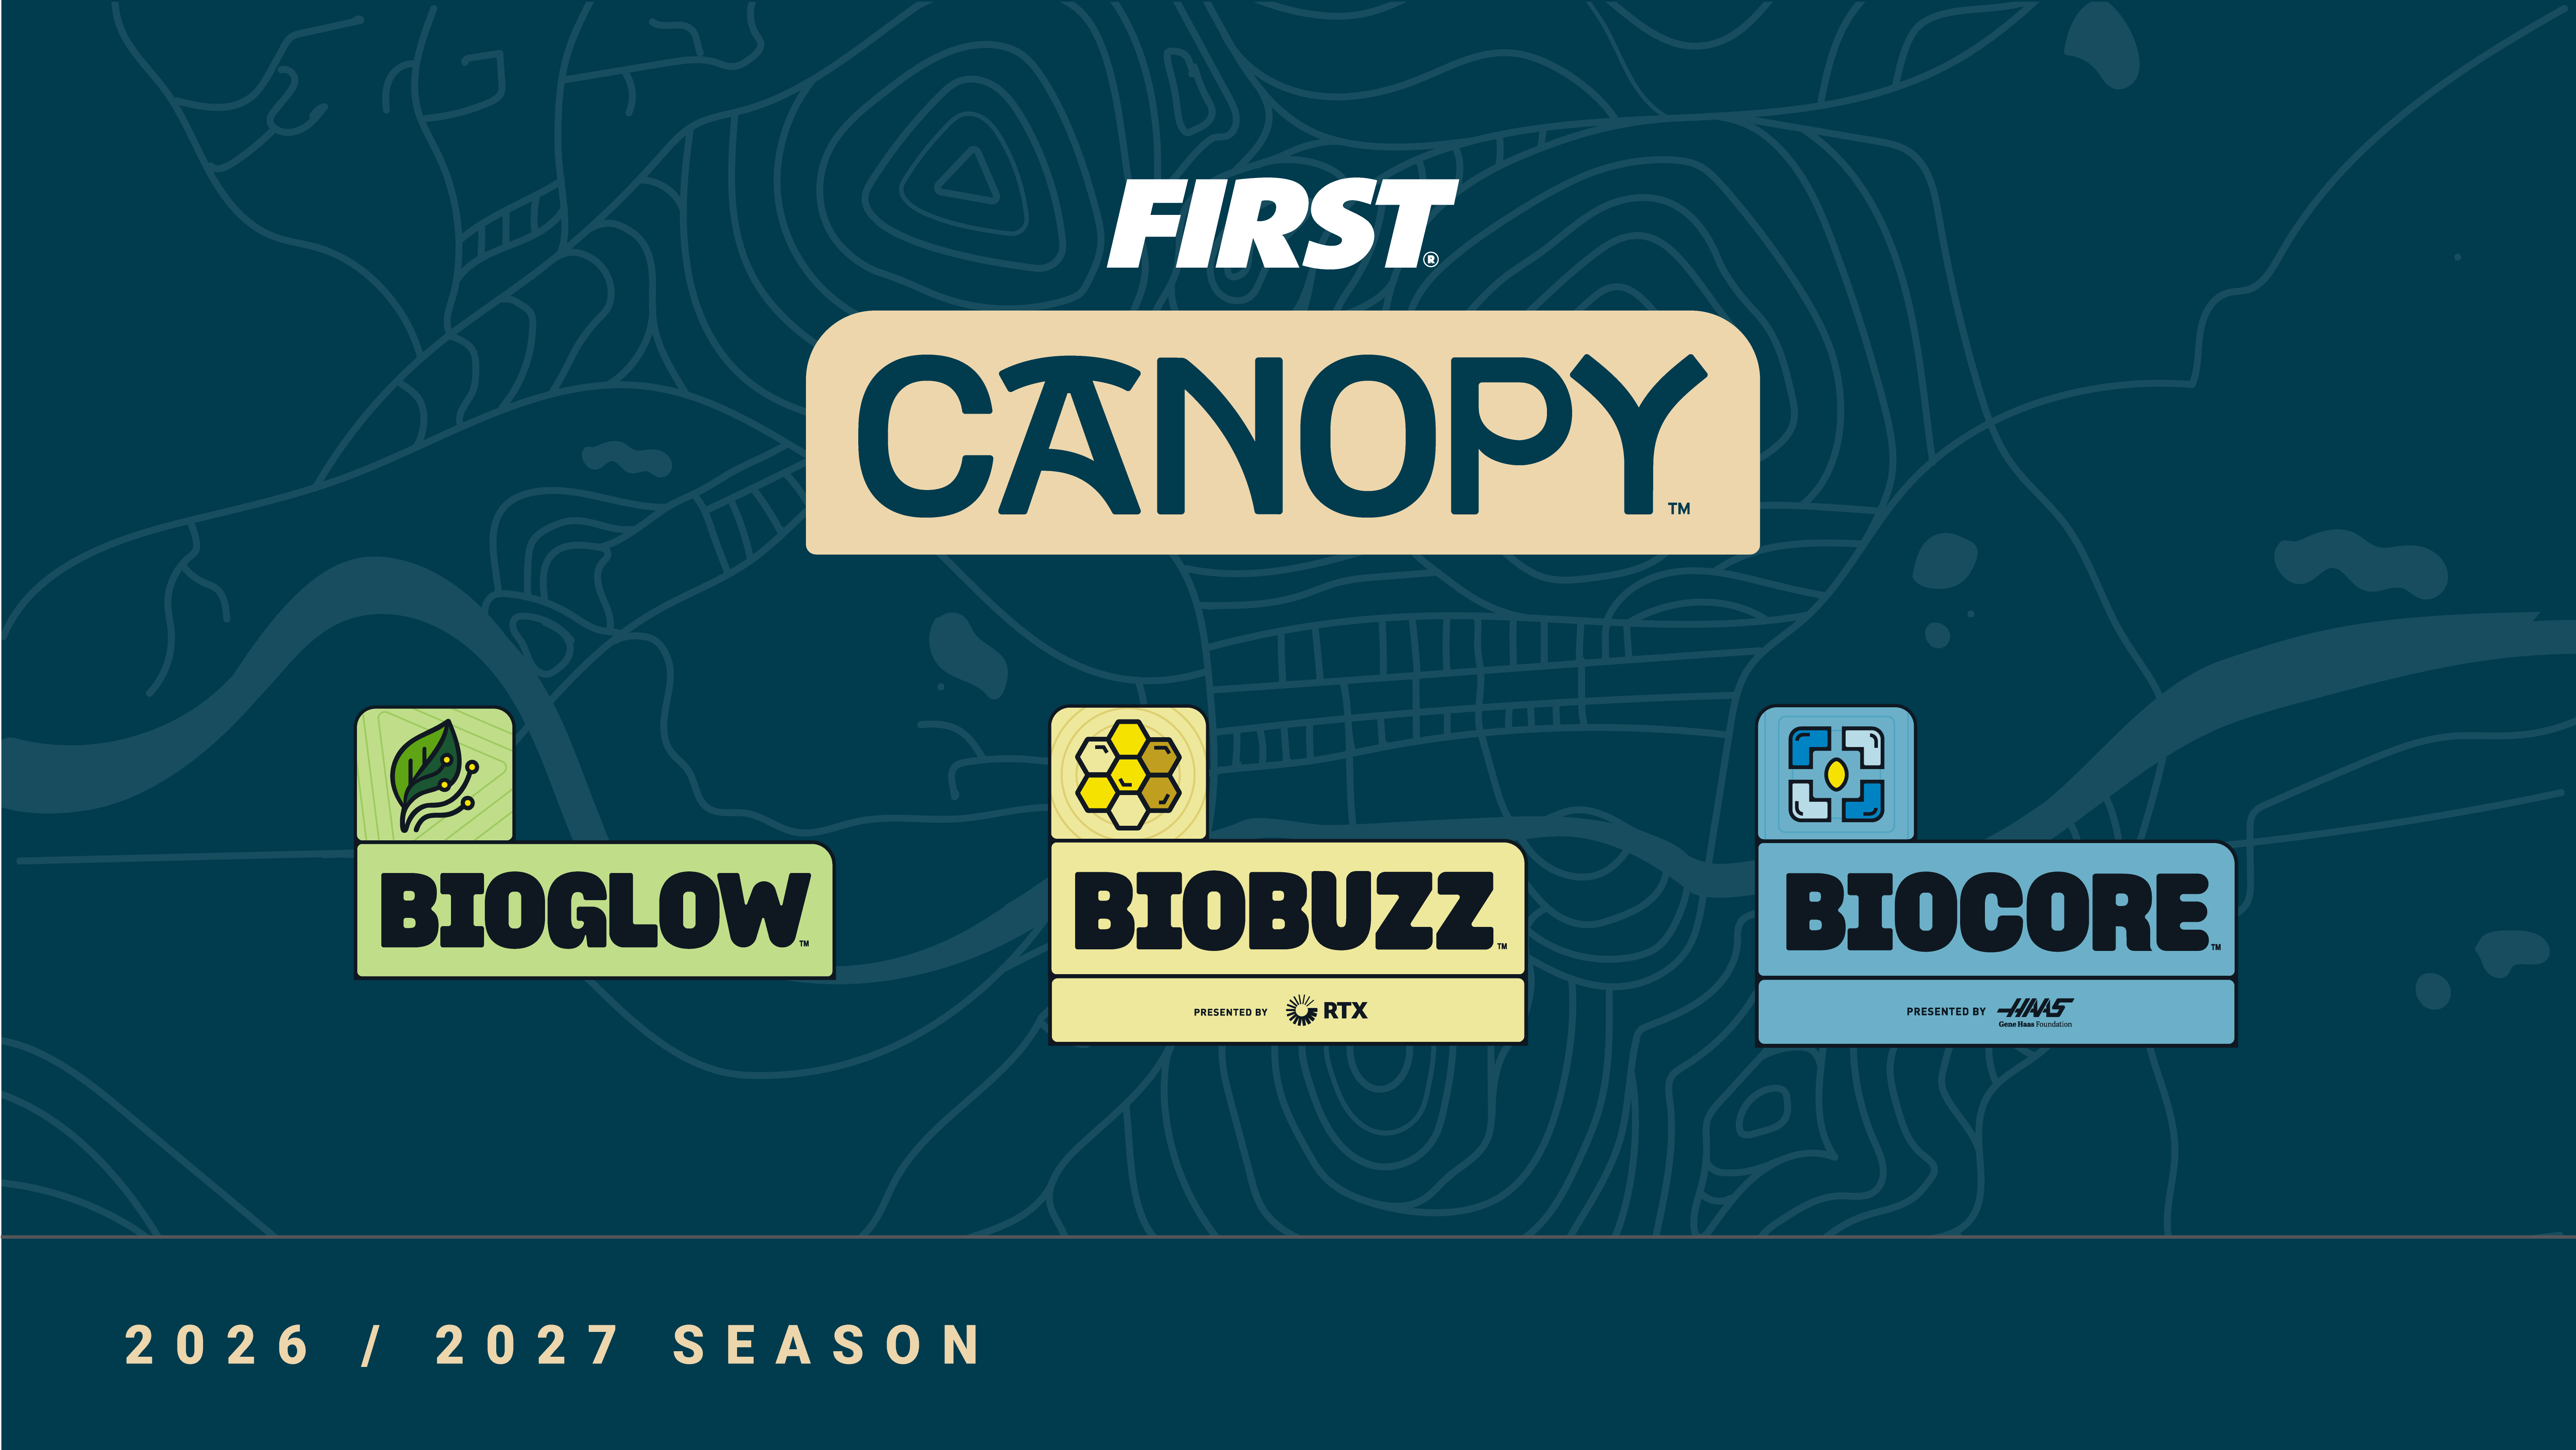 FIRST®
CANOPY™
BIOGLOW™
BIOBUZZ™
PRESENTED BY RTX
BIOCORE™
PRESENTED BY HAAS
Gene Haas Foundation
2026 / 2027 SEASON